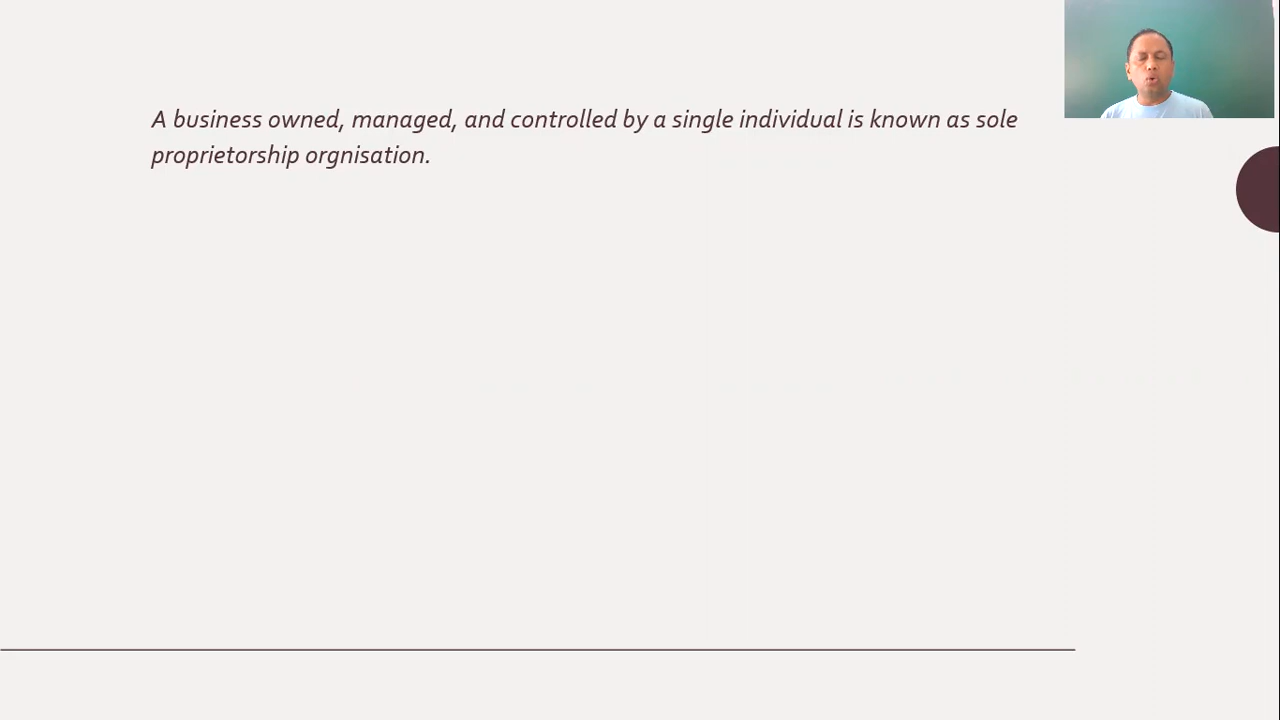 A business owned, managed, and controlled by a single individual is known as sole
proprietorship orgnisation.